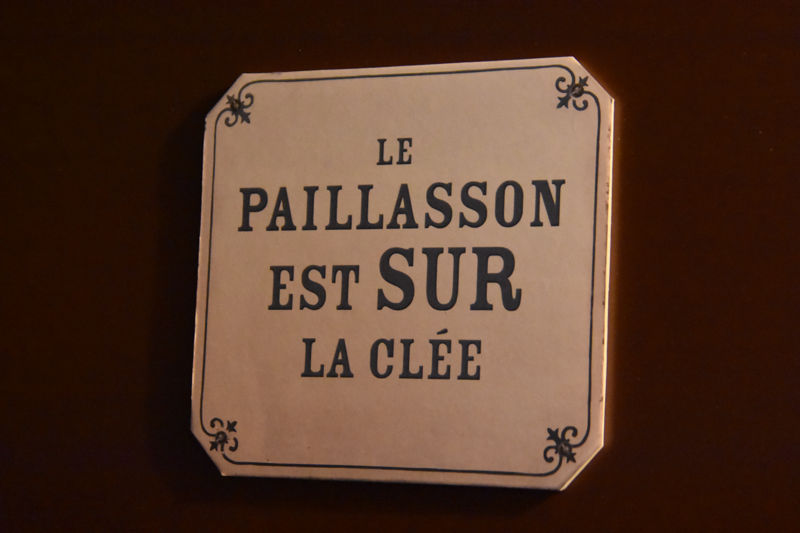 LE
PAILLASSON
EST SUR
LA CLÉE